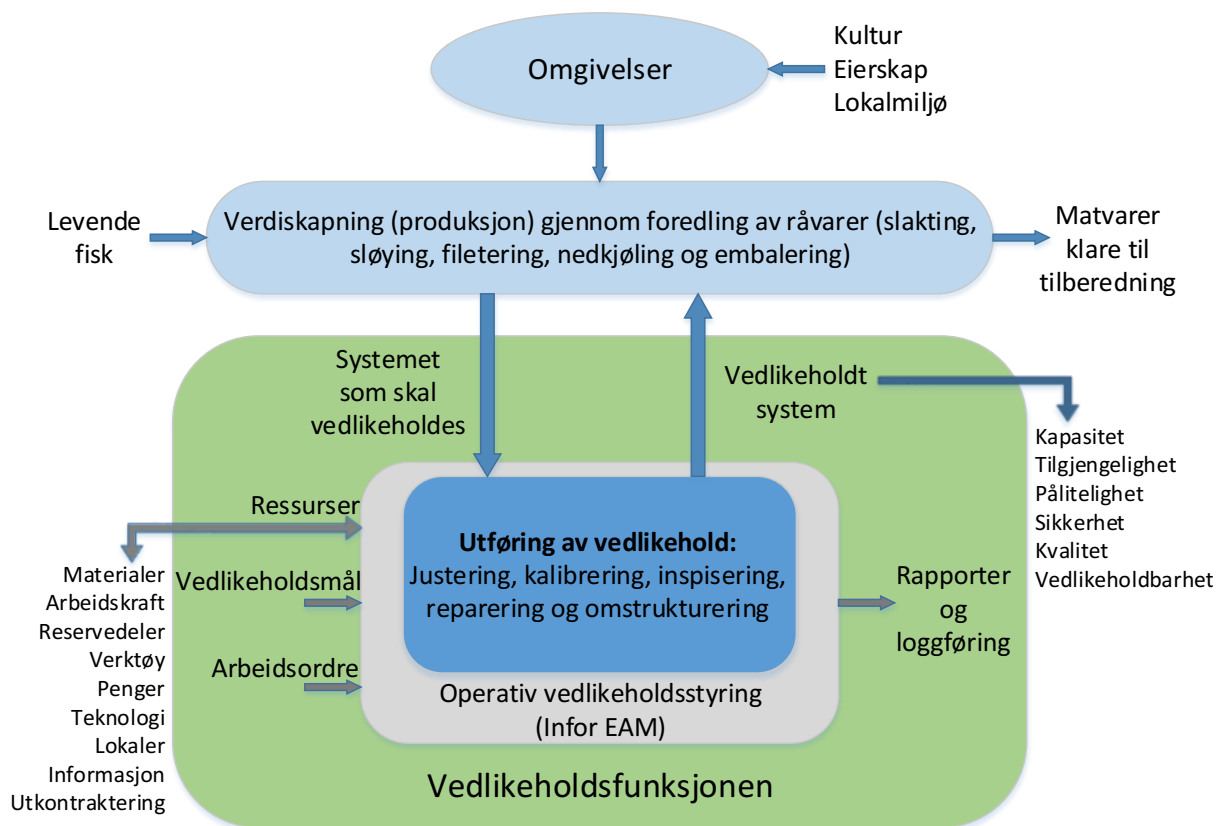 Omgivelser
Kultur
Eierskap
Lokalmiljø
Levende
fisk
Verdiskapning (produksjon) gjennom foredling av råvarer (slakting,
sløying, filetering, nedkjøling og embalering)
Matvarer
klare til
tilberedning
Systemet
som skal
vedlikeholdes
Vedlikeholdt
system
Kapasitet
Tilgjengelighet
Pålitelighet
Sikkerhet
Kvalitet
Vedlikeholdbarhet
Ressurser
Materialer
Arbeidskraft
Reservedeler
Verktøy
Penger
Teknologi
Lokaler
Informasjon
Utkontraktering
Vedlikeholdsmål
Arbeidsordre
Utføring av vedlikehold:
Justering, kalibrering, inspisering,
reparering og omstrukturering
Operativ vedlikeholdsstyring
(Infor EAM)
Rapporter
og
loggføring
Vedlikeholdsfunksjonen